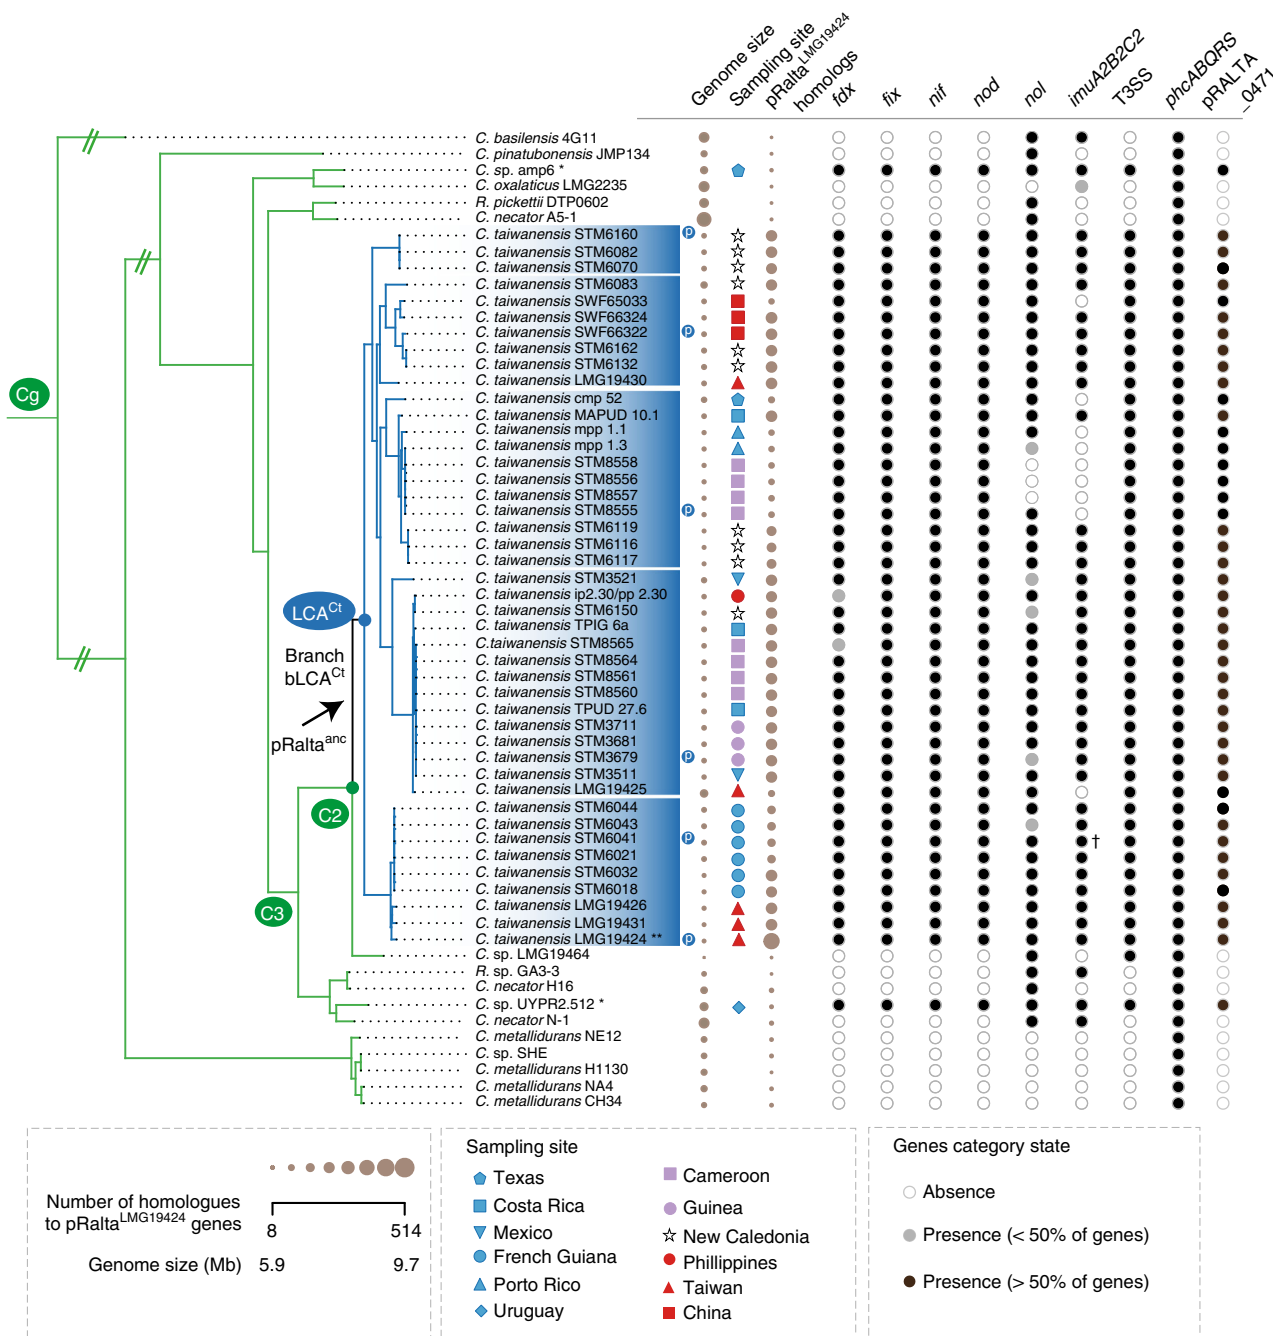 Genome size
Sampling site
pRalta^LMG19424
homologs
fdx
fix
nif
nod
nol
imuA2B2C2
T3SS
phcABQRS
pRALTA
_0471
C. basilensis 4G11
C. pinatubonensis JMP134
C. sp. amp6 *
C. oxalaticus LMG2235
R. pickettii DTP0602
C. necator A5-1
C. taiwanensis STM6160 p
C. taiwanensis STM6082
C. taiwanensis STM6070
C. taiwanensis STM6083
C. taiwanensis SWF65033
C. taiwanensis SWF66324
C. taiwanensis SWF66322 p
C. taiwanensis STM6162
C. taiwanensis STM6132
C. taiwanensis LMG19430
Cg
C. taiwanensis cmp 52
C. taiwanensis MAPUD 10.1
C. taiwanensis mpp 1.1
C. taiwanensis mpp 1.3
C. taiwanensis STM8558
C. taiwanensis STM8556
C. taiwanensis STM8557
C. taiwanensis STM8555 p
C. taiwanensis STM6119
C. taiwanensis STM6116
C. taiwanensis STM6117
C. taiwanensis STM3521
C. taiwanensis ip2.30/pp 2.30
C. taiwanensis STM6150
LCA^Ct
C. taiwanensis TPIG 6a
C.taiwanensis STM8565
Branch
bLCA^Ct
C. taiwanensis STM8564
C. taiwanensis STM8561
C. taiwanensis STM8560
C. taiwanensis TPUD 27.6
C. taiwanensis STM3711
pRalta^anc
C. taiwanensis STM3681
C. taiwanensis STM3679 p
C. taiwanensis STM3511
C. taiwanensis LMG19425
C2
C. taiwanensis STM6044
C. taiwanensis STM6043
C. taiwanensis STM6041 p †
C. taiwanensis STM6021
C. taiwanensis STM6032
C. taiwanensis STM6018
C3
C. taiwanensis LMG19426
C. taiwanensis LMG19431
C. taiwanensis LMG19424 ** p
C. sp. LMG19464
R. sp. GA3-3
C. necator H16
C. sp. UYPR2.512 *
C. necator N-1
C. metallidurans NE12
C. sp. SHE
C. metallidurans H1130
C. metallidurans NA4
C. metallidurans CH34
Number of homologues
to pRalta^LMG19424 genes
8 514
Genome size (Mb) 5.9 9.7
Sampling site
Texas
Costa Rica
Mexico
French Guiana
Porto Rico
Uruguay
Cameroon
Guinea
New Caledonia
Phillippines
Taiwan
China
Genes category state
Absence
Presence (< 50% of genes)
Presence (> 50% of genes)